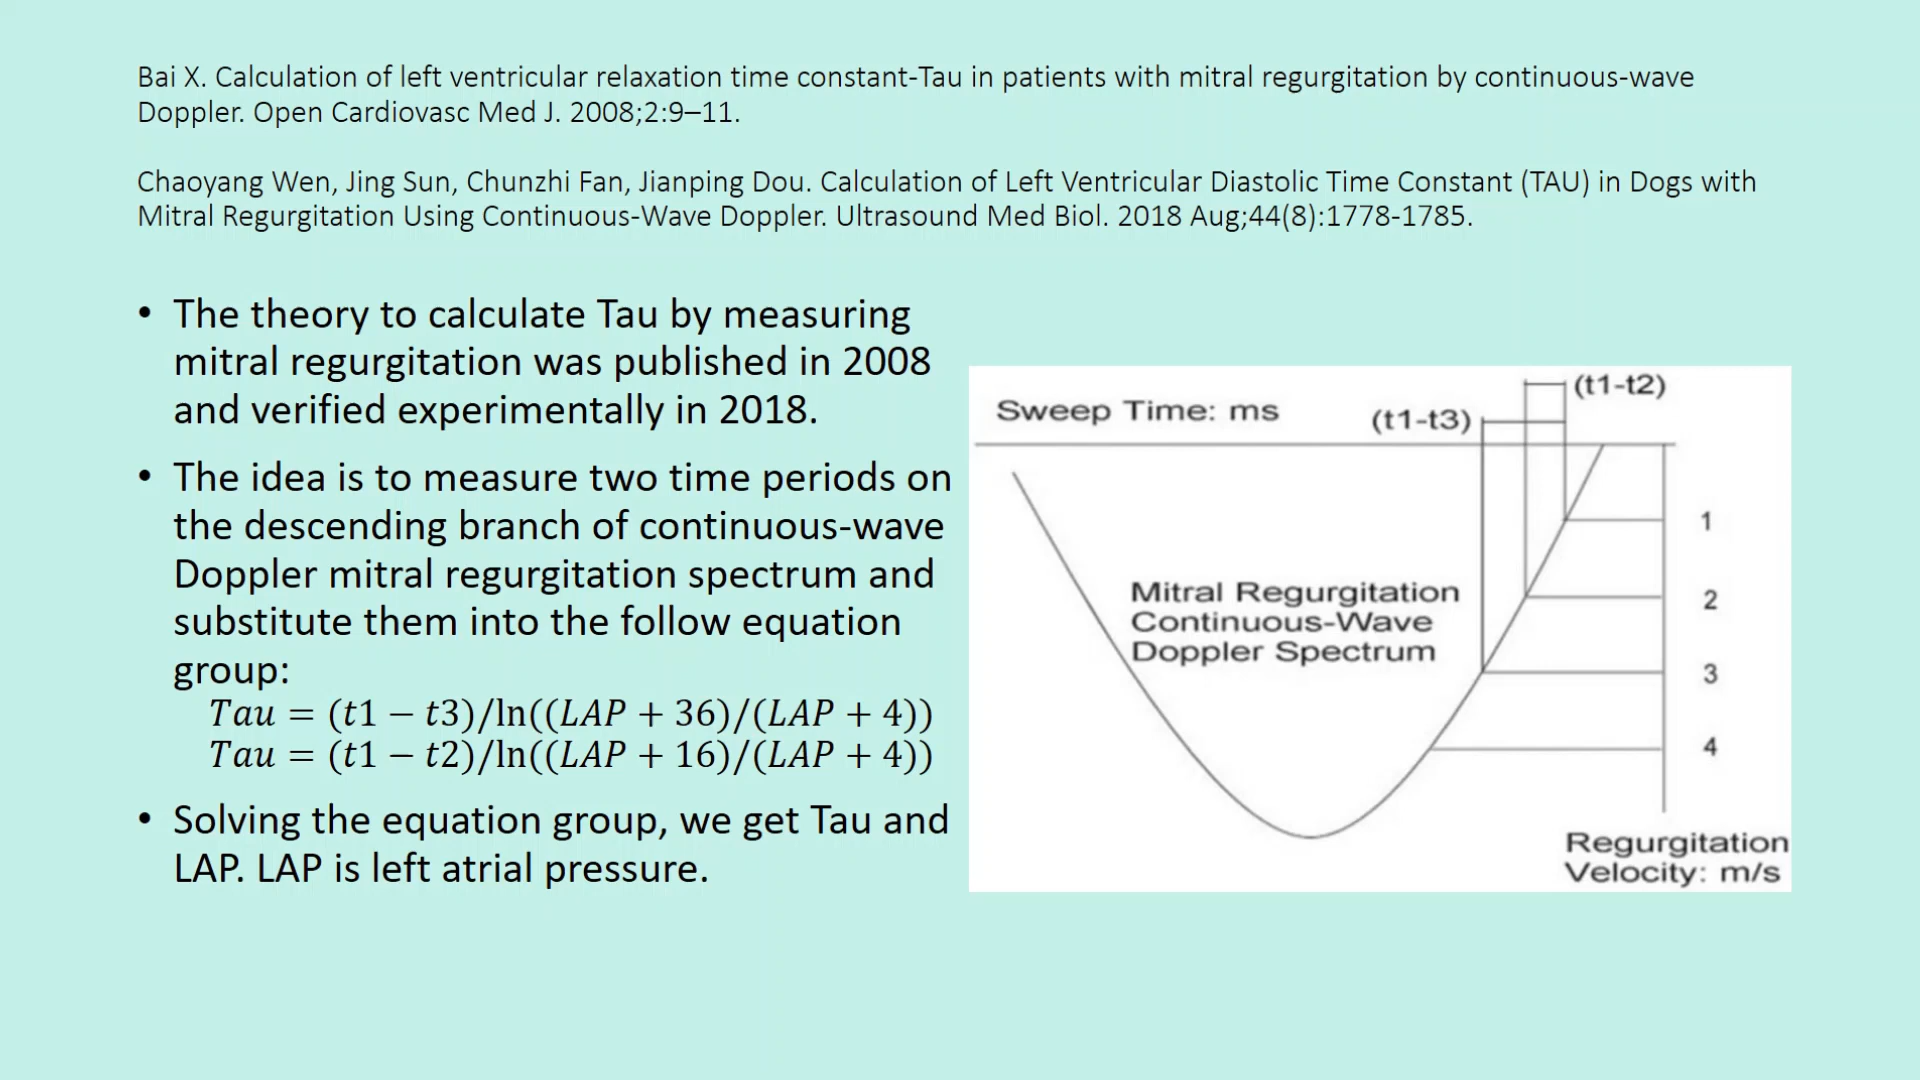 Bai X. Calculation of left ventricular relaxation time constant-Tau in patients with mitral regurgitation by continuous-wave
Doppler. Open Cardiovasc Med J. 2008;2:9–11.
Chaoyang Wen, Jing Sun, Chunzhi Fan, Jianping Dou. Calculation of Left Ventricular Diastolic Time Constant (TAU) in Dogs with
Mitral Regurgitation Using Continuous-Wave Doppler. Ultrasound Med Biol. 2018 Aug;44(8):1778-1785.
• The theory to calculate Tau by measuring
mitral regurgitation was published in 2008
and verified experimentally in 2018.
• The idea is to measure two time periods on
the descending branch of continuous-wave
Doppler mitral regurgitation spectrum and
substitute them into the follow equation
group:
Tau = (t1 − t3)/ln((LAP + 36)/(LAP + 4))
Tau = (t1 − t2)/ln((LAP + 16)/(LAP + 4))
• Solving the equation group, we get Tau and
LAP. LAP is left atrial pressure.
(t1-t2)
Sweep Time: ms
(t1-t3)
1
Mitral Regurgitation
Continuous-Wave
Doppler Spectrum
2
3
4
Regurgitation
Velocity: m/s